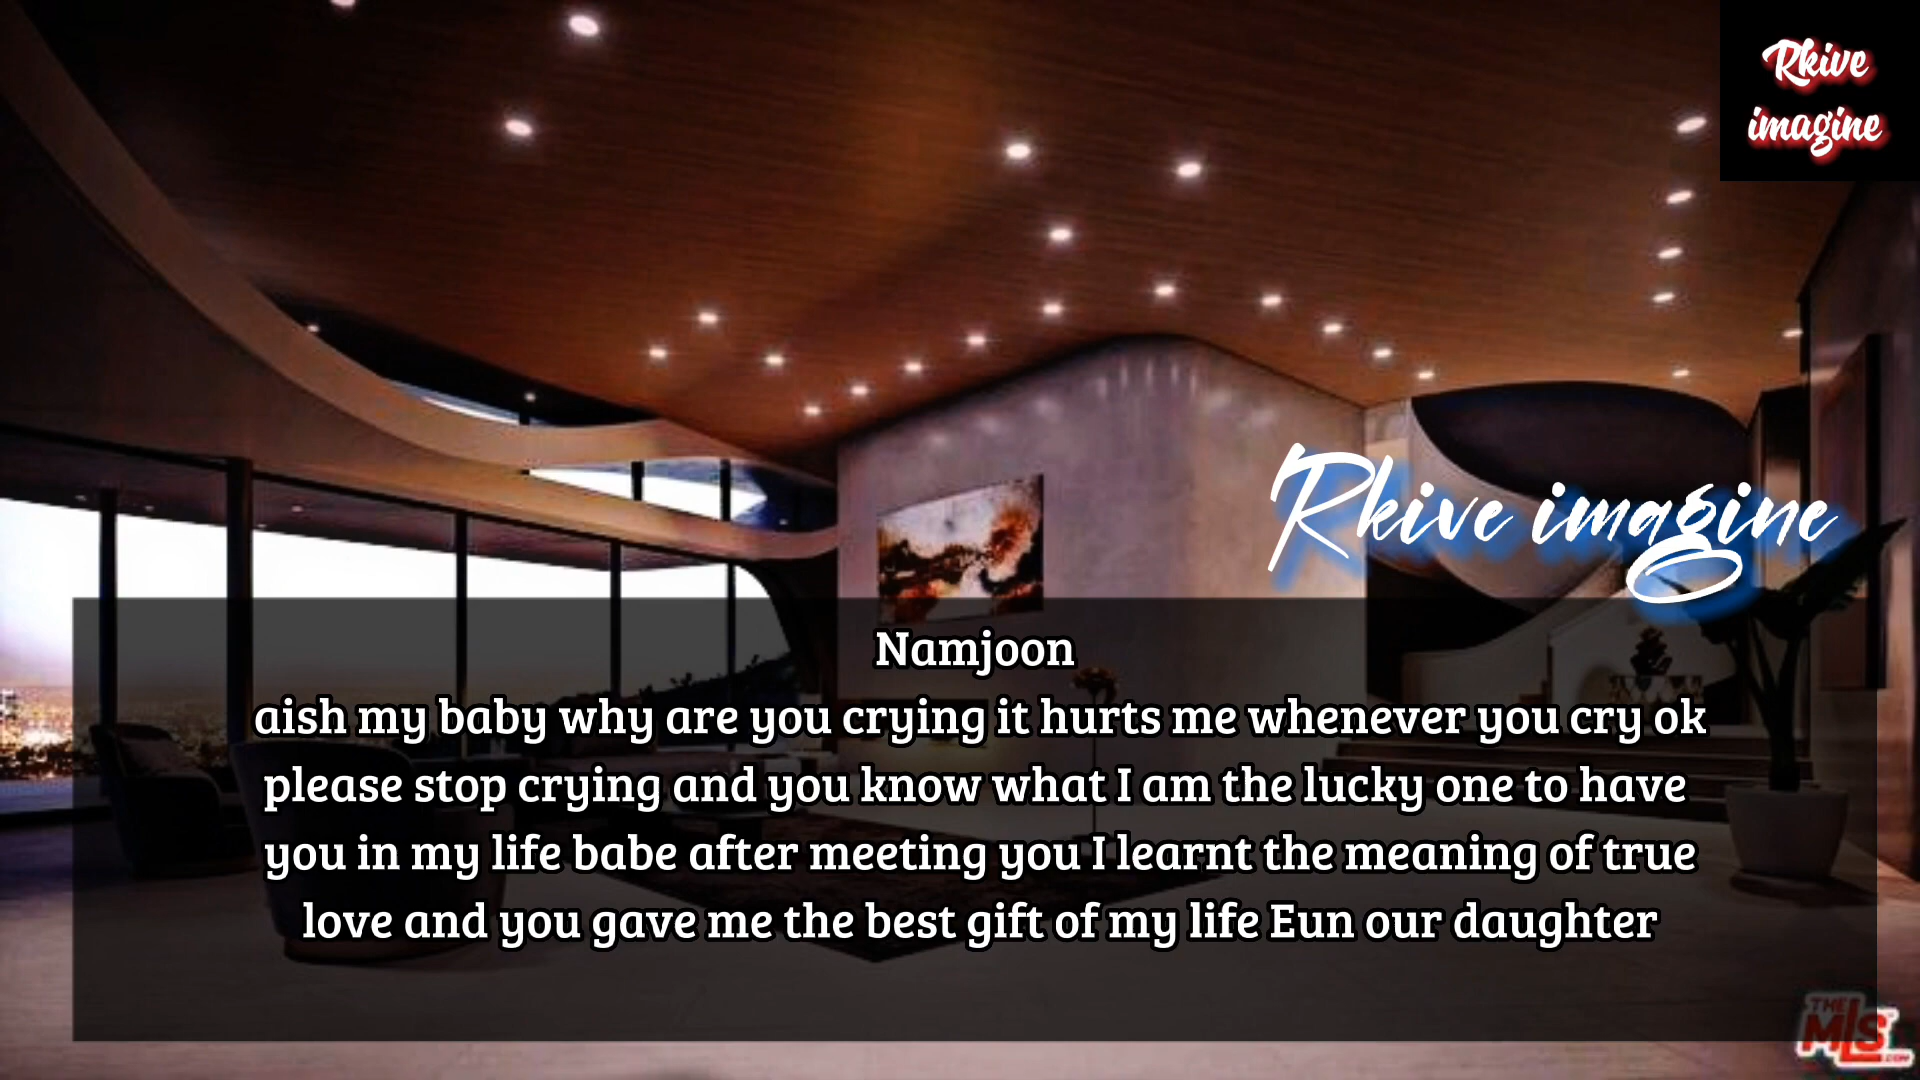 Rkive
imagine
Rkive imagine
Namjoon
aish my baby why are you crying it hurts me whenever you cry ok
please stop crying and you know what I am the lucky one to have
you in my life babe after meeting you I learnt the meaning of true
love and you gave me the best gift of my life Eun our daughter
THE
MLS
.COM